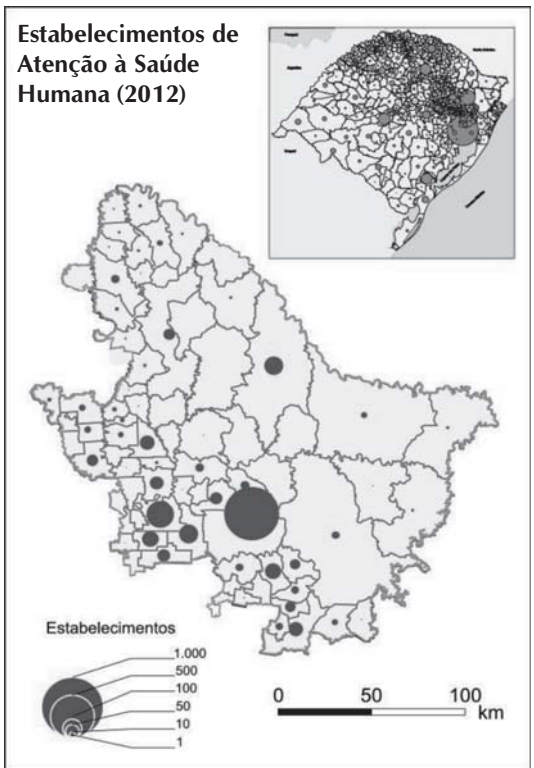 Estabelecimentos de
Atenção à Saúde
Humana (2012)
Estabelecimentos
1.000
500
100
50
10
1
0 50 100
km